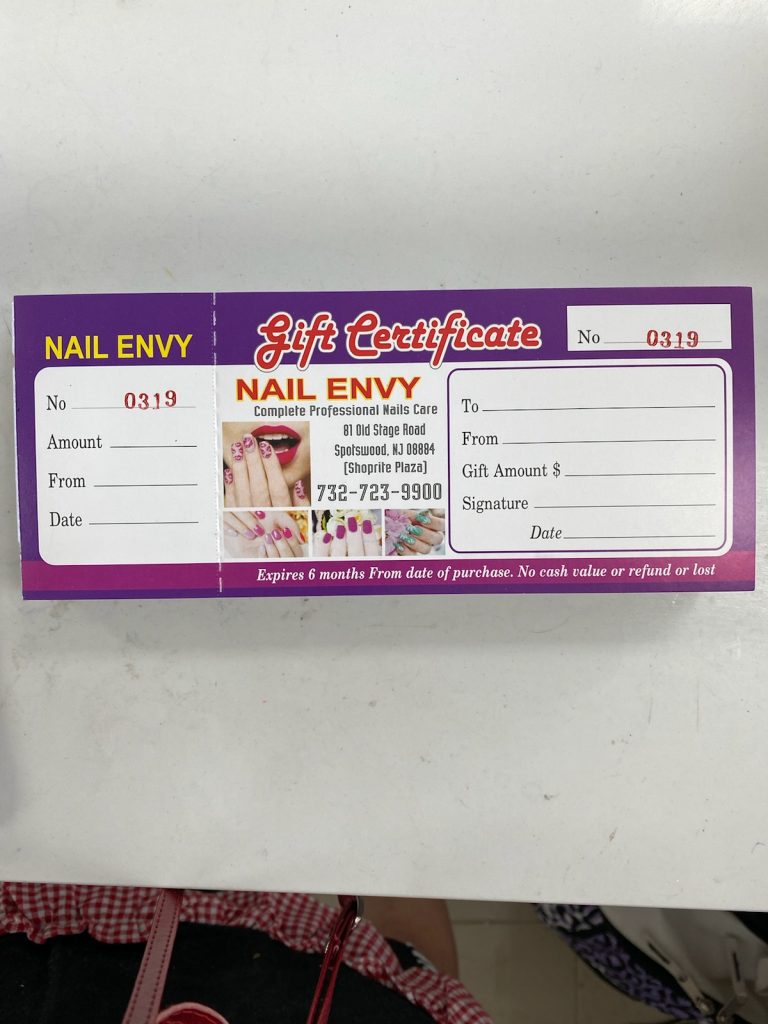 NAIL ENVY
No 0319
Amount
From
Date
Gift Certificate
No 0319
NAIL ENVY
Complete Professional Nails Care
81 Old Stage Road
Spotswood, NJ 08884
(Shoprite Plaza)
732-723-9900
To
From
Gift Amount $
Signature
Date
Expires 6 months From date of purchase. No cash value or refund or lost